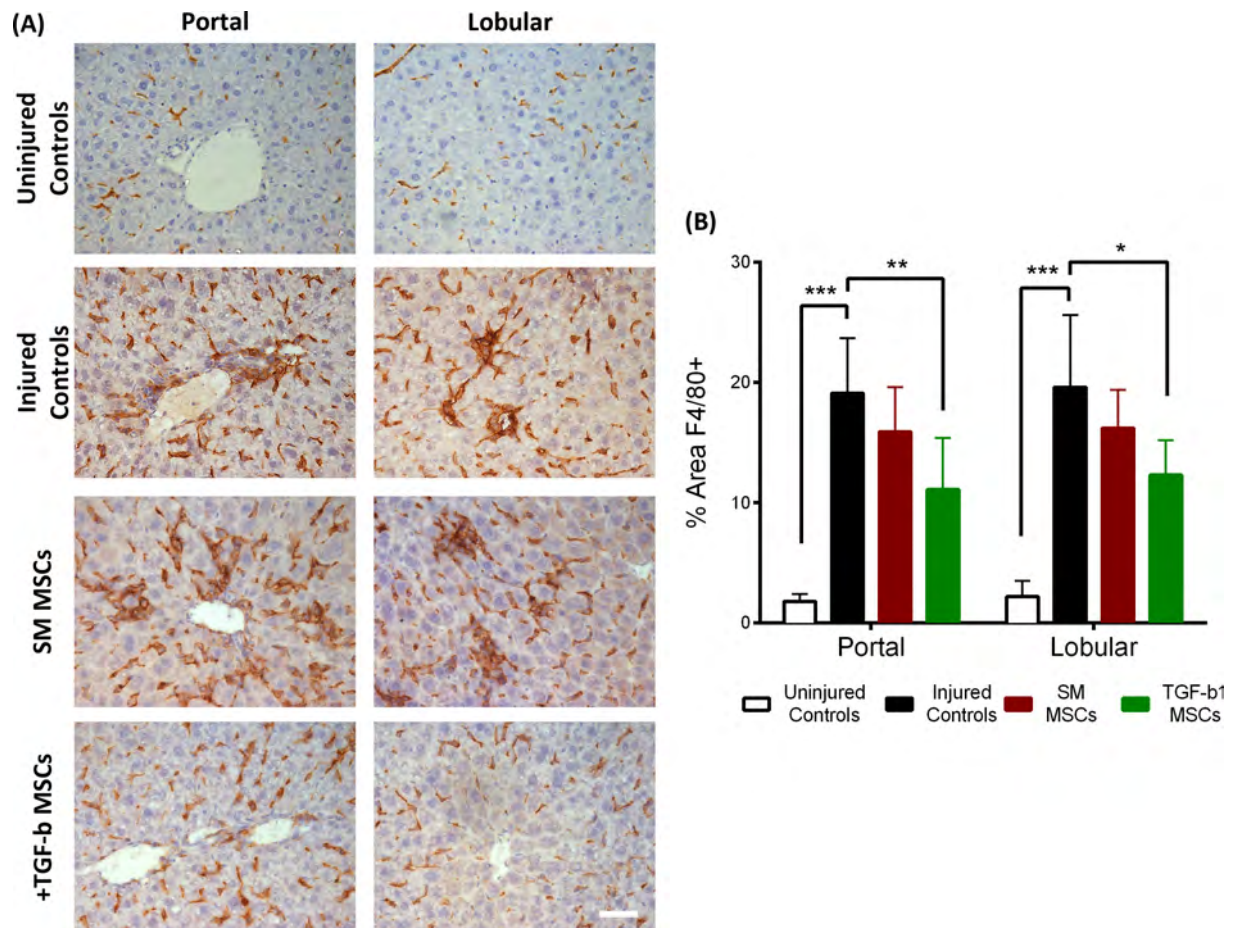 (A)
Portal
Lobular
Uninjured
Controls
Injured
Controls
SM MSCs
+TGF-b MSCs
(B)
% Area F4/80+
30
20
10
0
***
**
***
*
Portal
Lobular
Uninjured
Controls
Injured
Controls
SM
MSCs
TGF-b1
MSCs